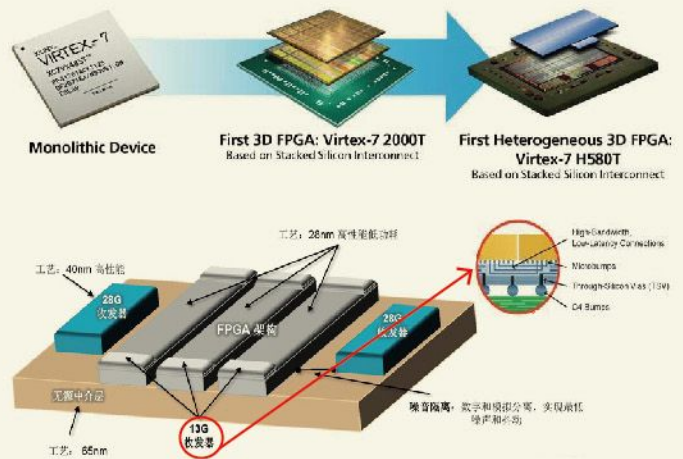 VIRTEX-7
Monolithic Device
First 3D FPGA: Virtex-7 2000T
Based on Stacked Silicon Interconnect
First Heterogeneous 3D FPGA:
Virtex-7 H580T
Based on Stacked Silicon Interconnect
工艺：28nm 高性能低功耗
工艺：40nm 高性能
28G
收发器
FPGA 架构
28G
收发器
无源中介层
13G
收发器
噪音隔离：数字和模拟分离，实现最低
噪声和抖动
工艺：65nm
High-Bandwidth,
Low-Latency Connections
Microbumps
Through-Silicon Vias (TSV)
C4 Bumps